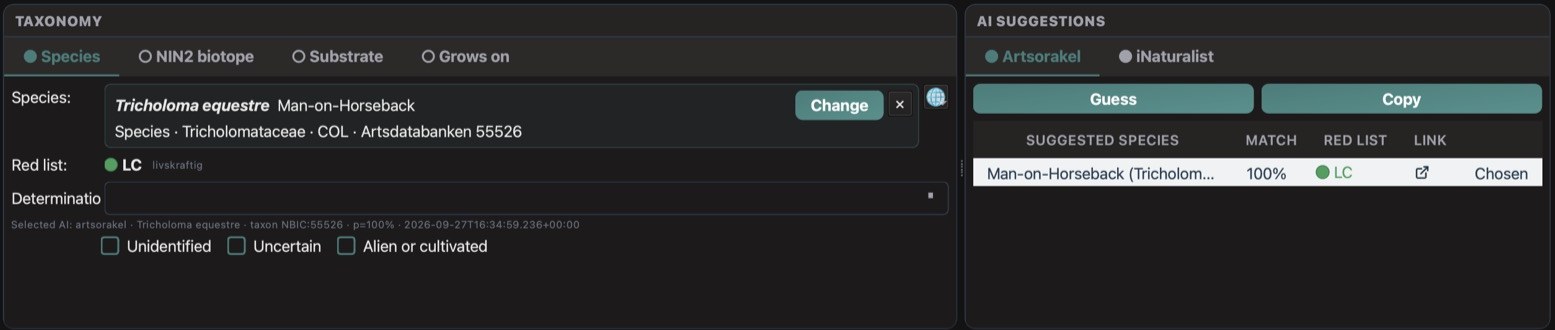 TAXONOMY
Species NIN2 biotope Substrate Grows on
Species:
Tricholoma equestre Man-on-Horseback
Species · Tricholomataceae · COL · Artsdatabanken 55526
Change ×
Red list: LC livskraftig
Determinatio
Selected AI: artsorakel · Tricholoma equestre · taxon NBIC:55526 · p=100% · 2026-09-27T16:34:59.236+00:00
Unidentified Uncertain Alien or cultivated
AI SUGGESTIONS
Artsorakel iNaturalist
Guess Copy
SUGGESTED SPECIES MATCH RED LIST LINK
Man-on-Horseback (Tricholom... 100% LC Chosen